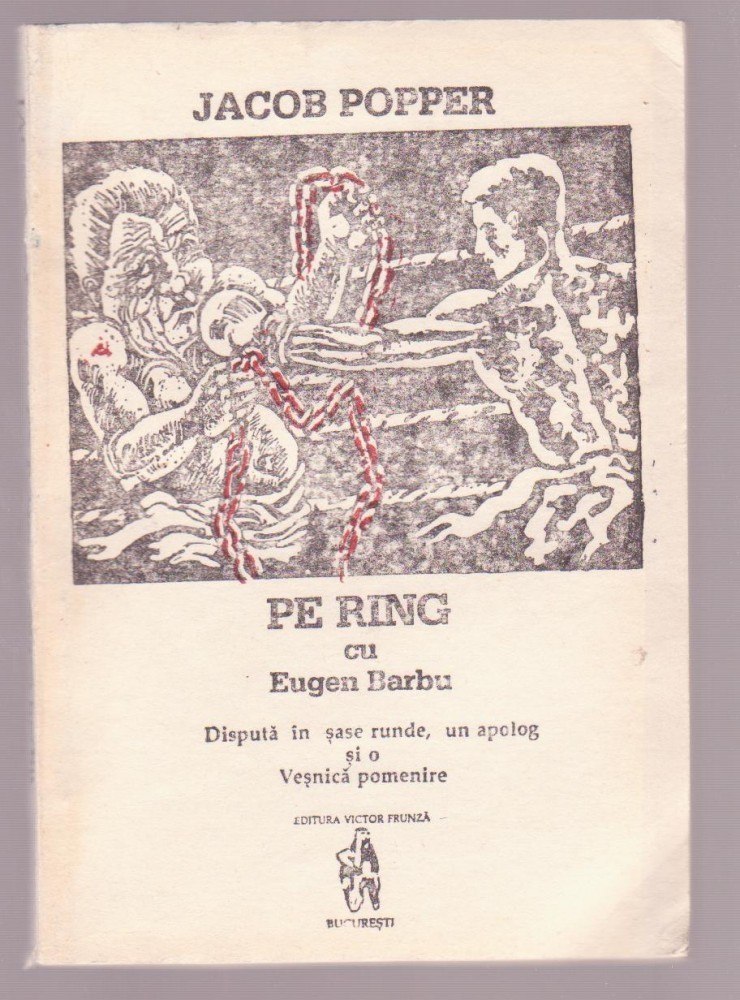 JACOB POPPER
PE RING
cu
Eugen Barbu
Dispută în șase runde, un apolog
și o
Veșnică pomenire
EDITURA VICTOR FRUNZĂ
BUCUREȘTI